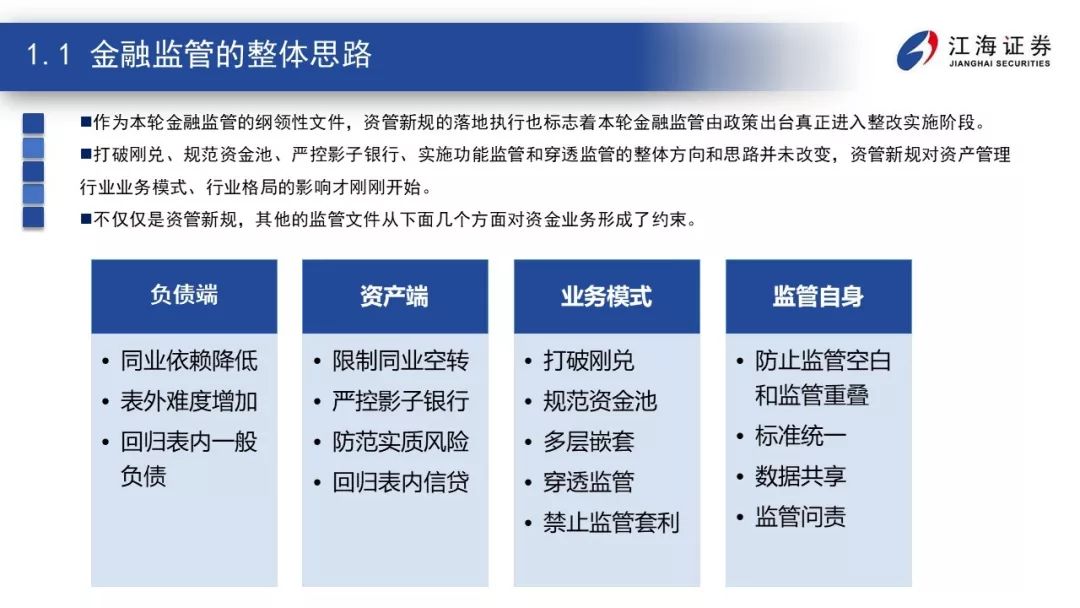 1.1 金融监管的整体思路
江海证券
JIANGHAI SECURITIES
■作为本轮金融监管的纲领性文件，资管新规的落地执行也标志着本轮金融监管由政策出台真正进入整改实施阶段。
■打破刚兑、规范资金池、严控影子银行、实施功能监管和穿透监管的整体方向和思路并未改变，资管新规对资产管理
行业业务模式、行业格局的影响才刚刚开始。
■不仅仅是资管新规，其他的监管文件从下面几个方面对资金业务形成了约束。
负债端
• 同业依赖降低
• 表外难度增加
• 回归表内一般
负债
资产端
• 限制同业空转
• 严控影子银行
• 防范实质风险
• 回归表内信贷
业务模式
• 打破刚兑
• 规范资金池
• 多层嵌套
• 穿透监管
• 禁止监管套利
监管自身
• 防止监管空白
和监管重叠
• 标准统一
• 数据共享
• 监管问责